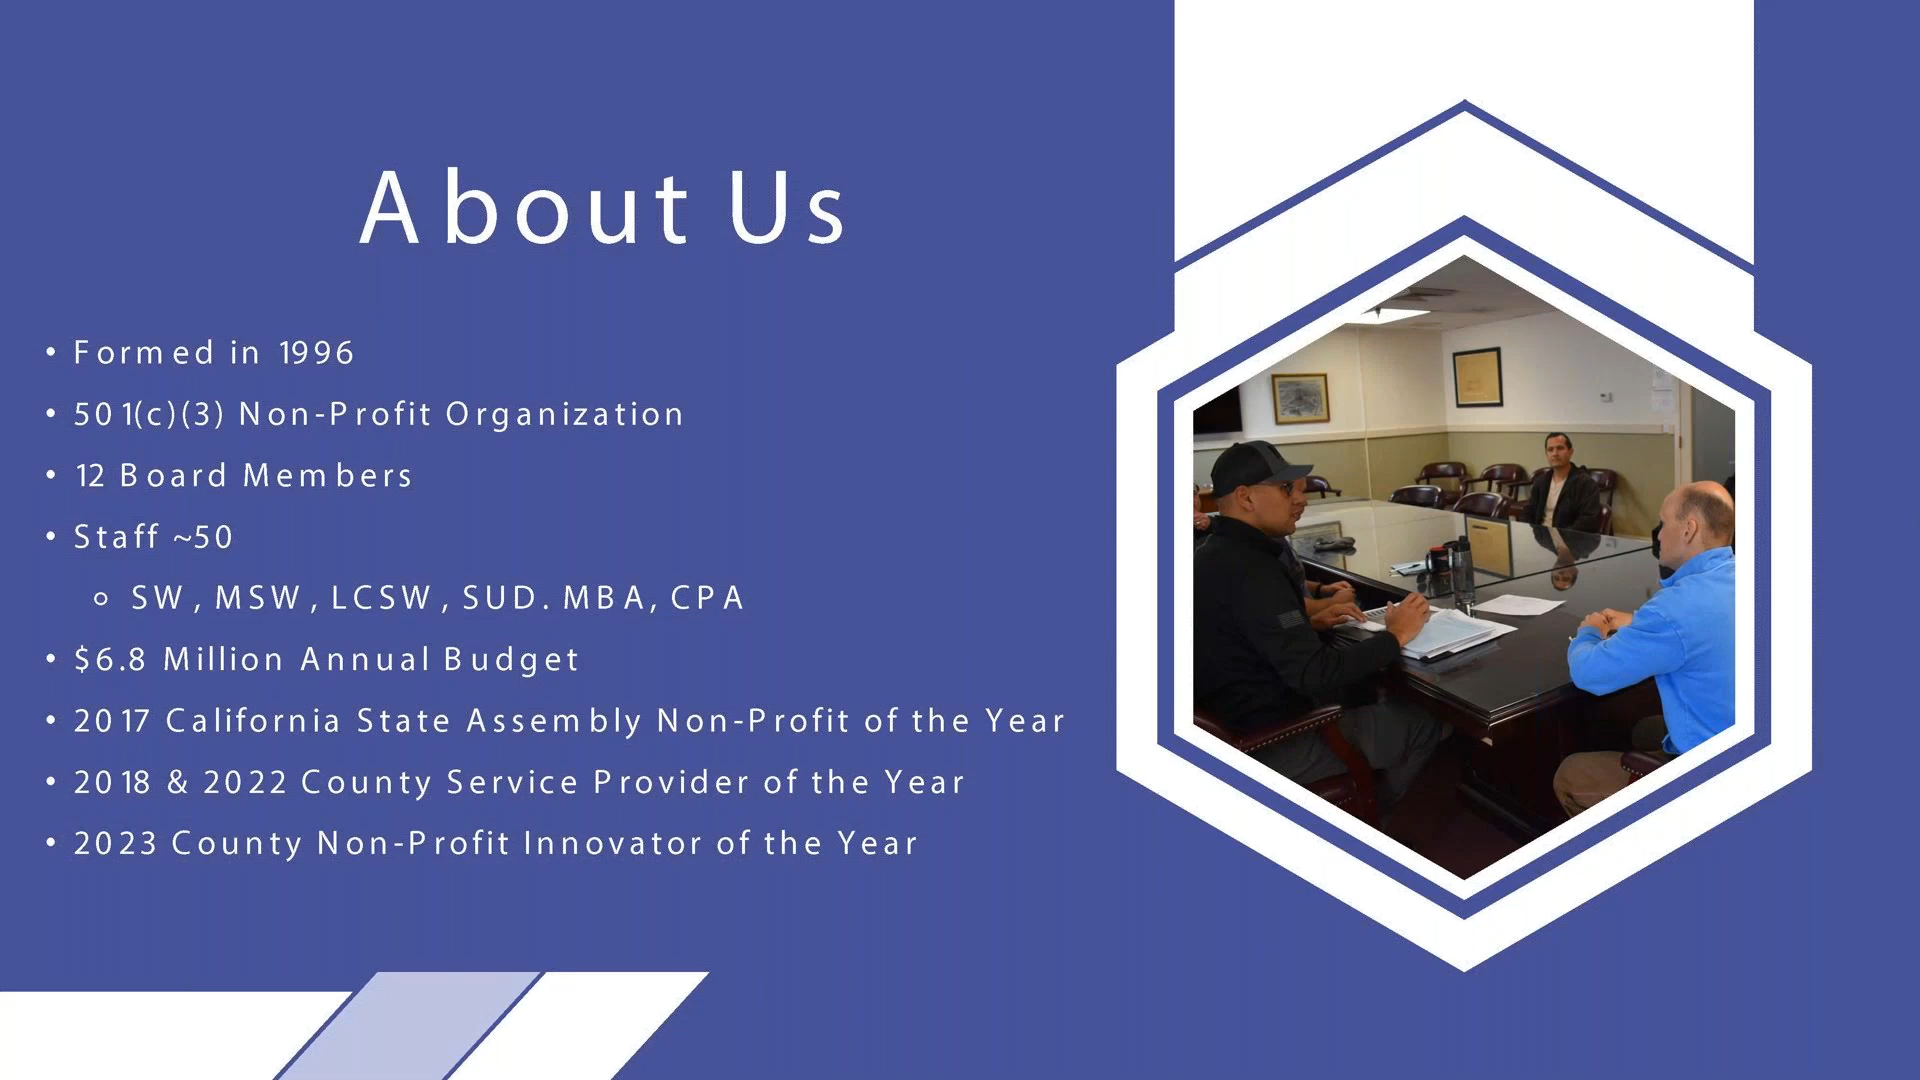 About Us
• Formed in 1996
• 501(c)(3) Non-Profit Organization
• 12 Board Members
• Staff ~50
○ SW, MSW, LCSW, SUD. MBA, CPA
• $6.8 Million Annual Budget
• 2017 California State Assembly Non-Profit of the Year
• 2018 & 2022 County Service Provider of the Year
• 2023 County Non-Profit Innovator of the Year